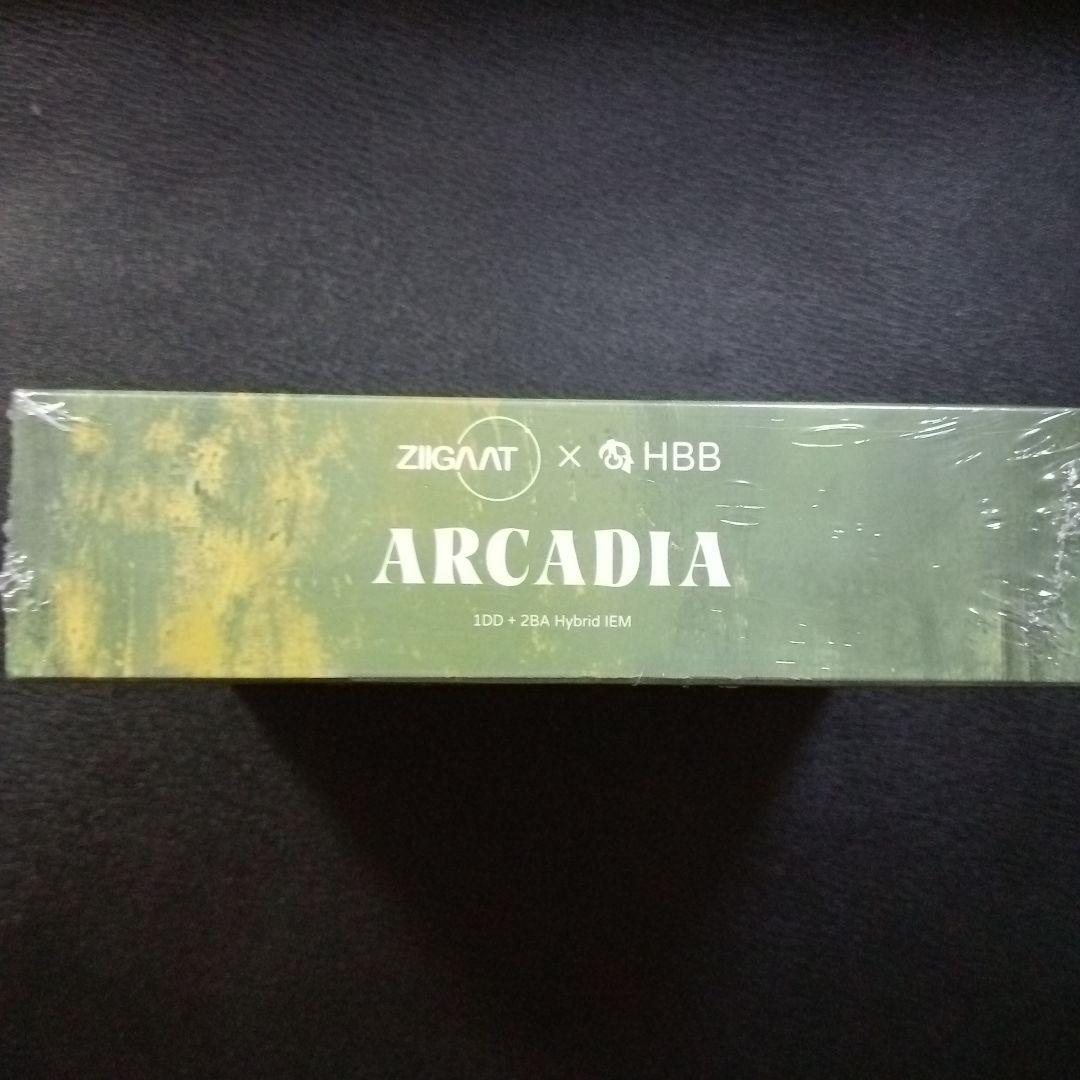 ZIIGAAT × HBB
ARCADIA
1DD + 2BA Hybrid IEM